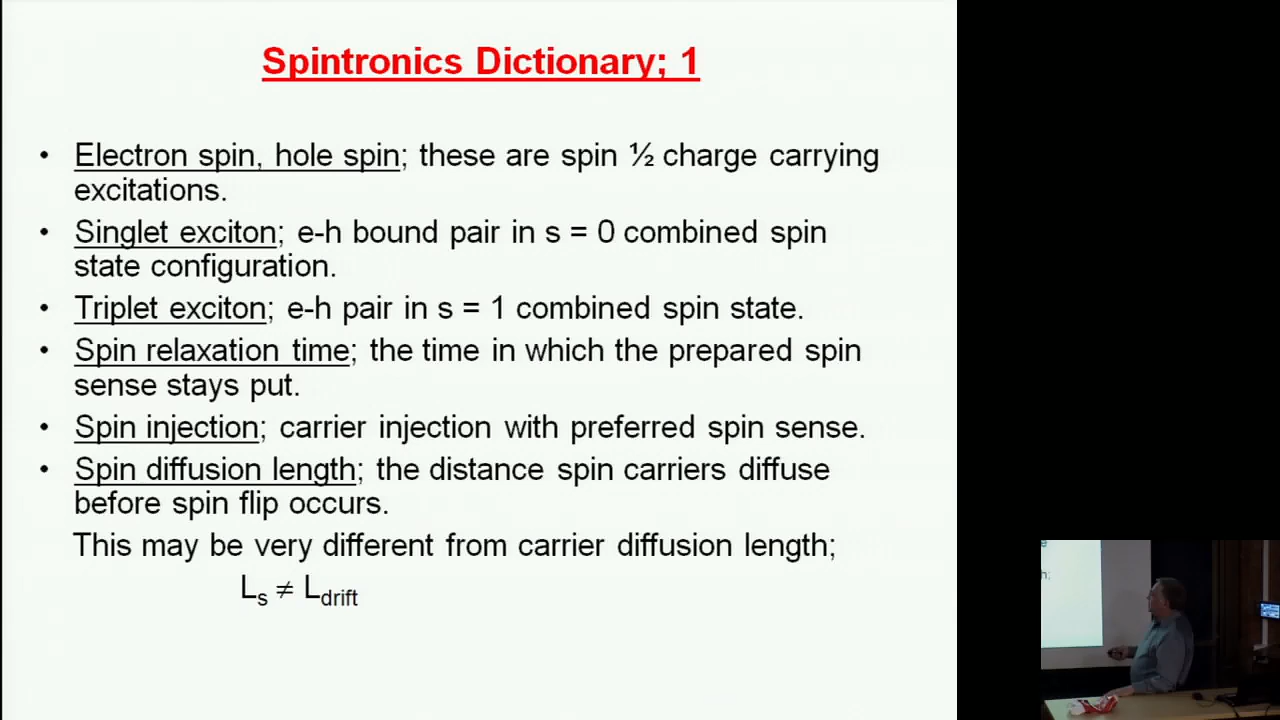 Spintronics Dictionary; 1
• Electron spin, hole spin; these are spin ½ charge carrying
excitations.
• Singlet exciton; e-h bound pair in s = 0 combined spin
state configuration.
• Triplet exciton; e-h pair in s = 1 combined spin state.
• Spin relaxation time; the time in which the prepared spin
sense stays put.
• Spin injection; carrier injection with preferred spin sense.
• Spin diffusion length; the distance spin carriers diffuse
before spin flip occurs.
This may be very different from carrier diffusion length;
Ls ≠ Ldrift